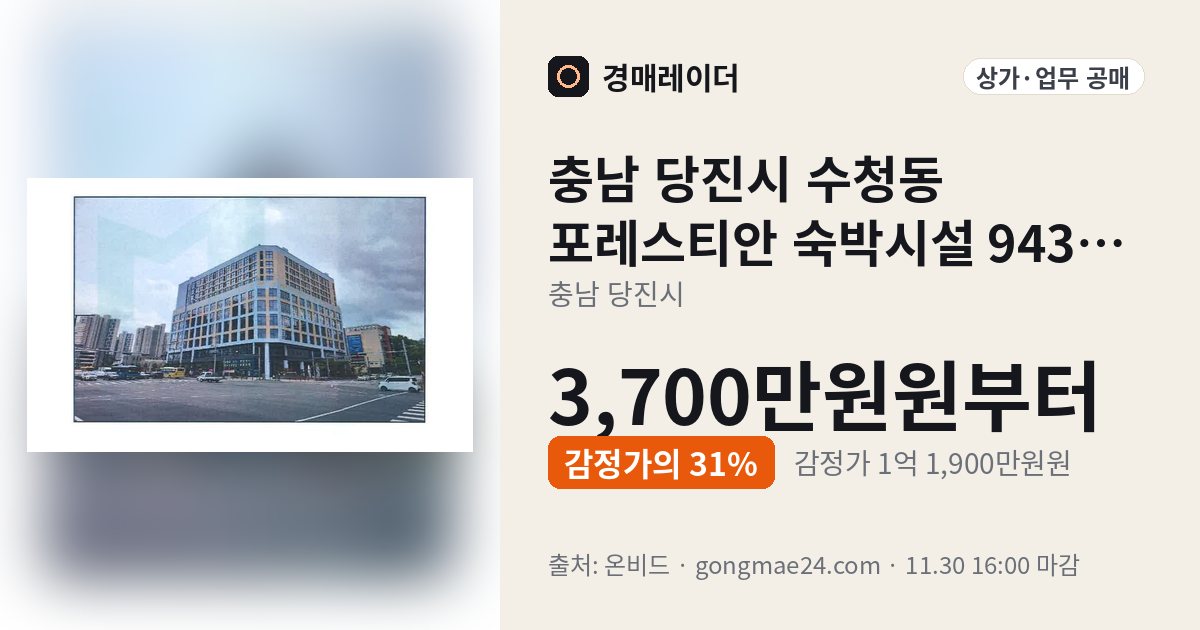 경매레이더
상가·업무 공매
충남 당진시 수청동
포레스티안 숙박시설 943…
충남 당진시
3,700만원원부터
감정가의 31%
감정가 1억 1,900만원원
출처: 온비드 · gongmae24.com · 11.30 16:00 마감